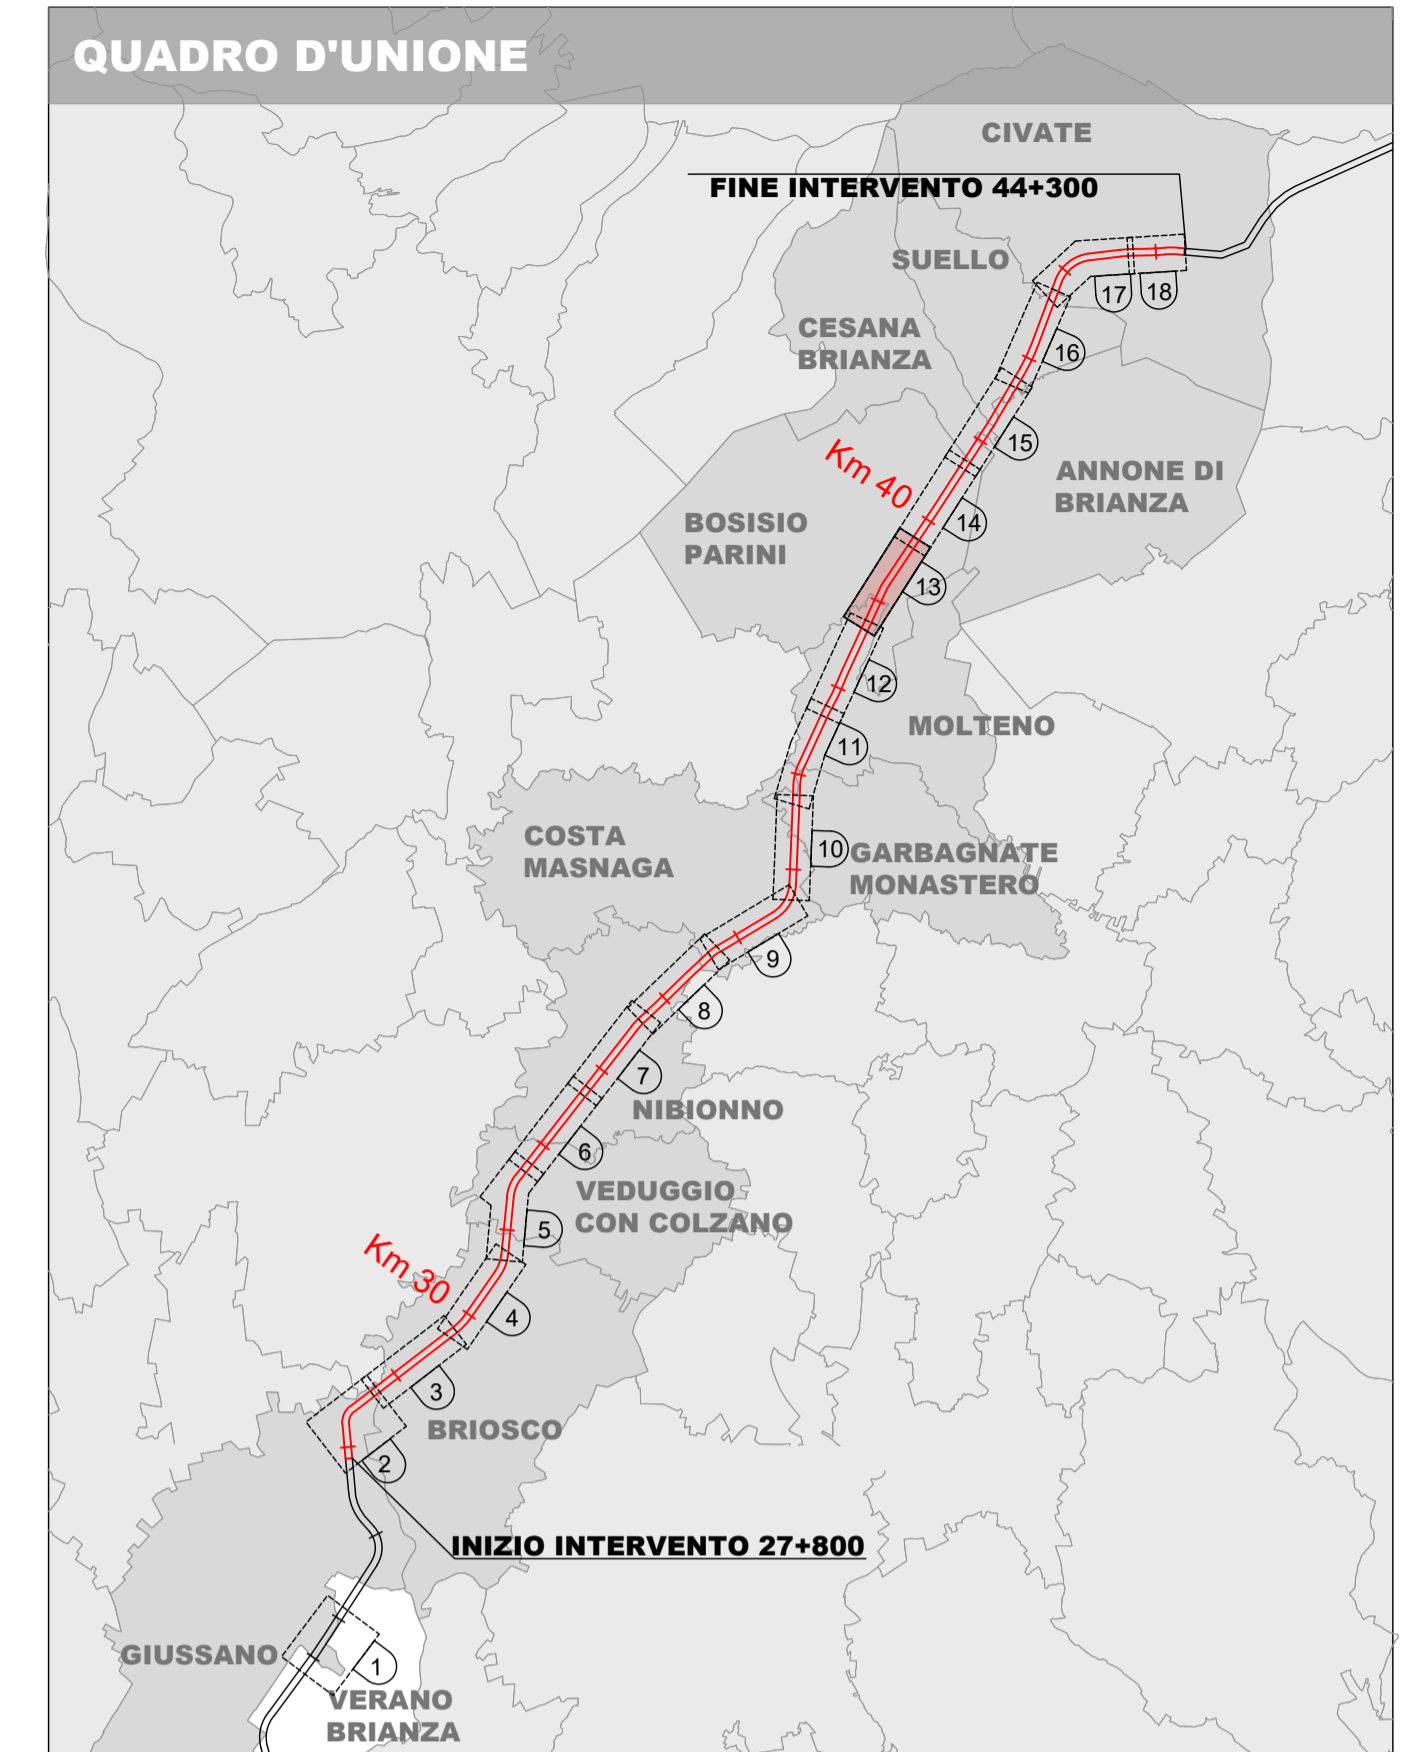 QUADRO D'UNIONE
CIVATE
FINE INTERVENTO 44+300
SUELLO
17
18
CESANA
BRIANZA
16
15
Km 40
ANNONE DI
BRIANZA
BOSISIO
PARINI
14
13
12
MOLTENO
11
COSTA
MASNAGA
10
GARBAGNATE
MONASTERO
9
8
7
NIBIONNO
6
VEDUGGIO
CON COLZANO
5
Km 30
4
3
BRIOSCO
2
INIZIO INTERVENTO 27+800
GIUSSANO
1
VERANO
BRIANZA